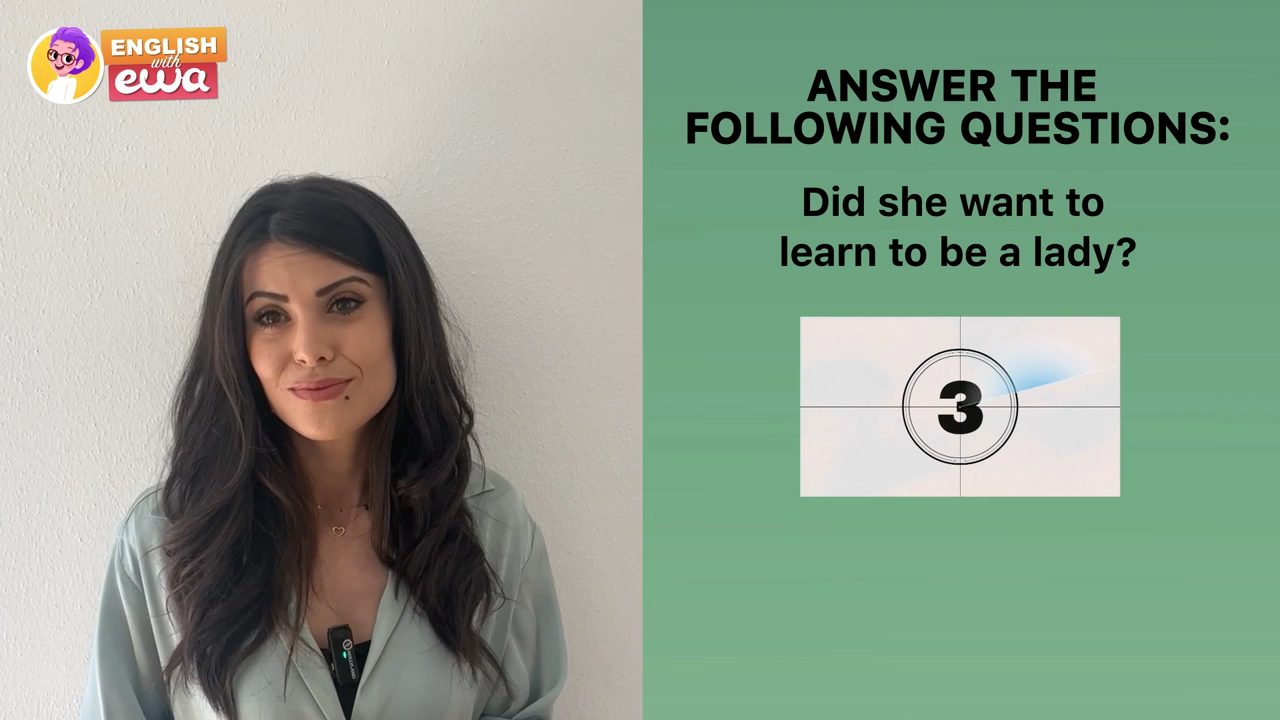 ENGLISH
with
ewa
ANSWER THE
FOLLOWING QUESTIONS:
Did she want to
learn to be a lady?
3